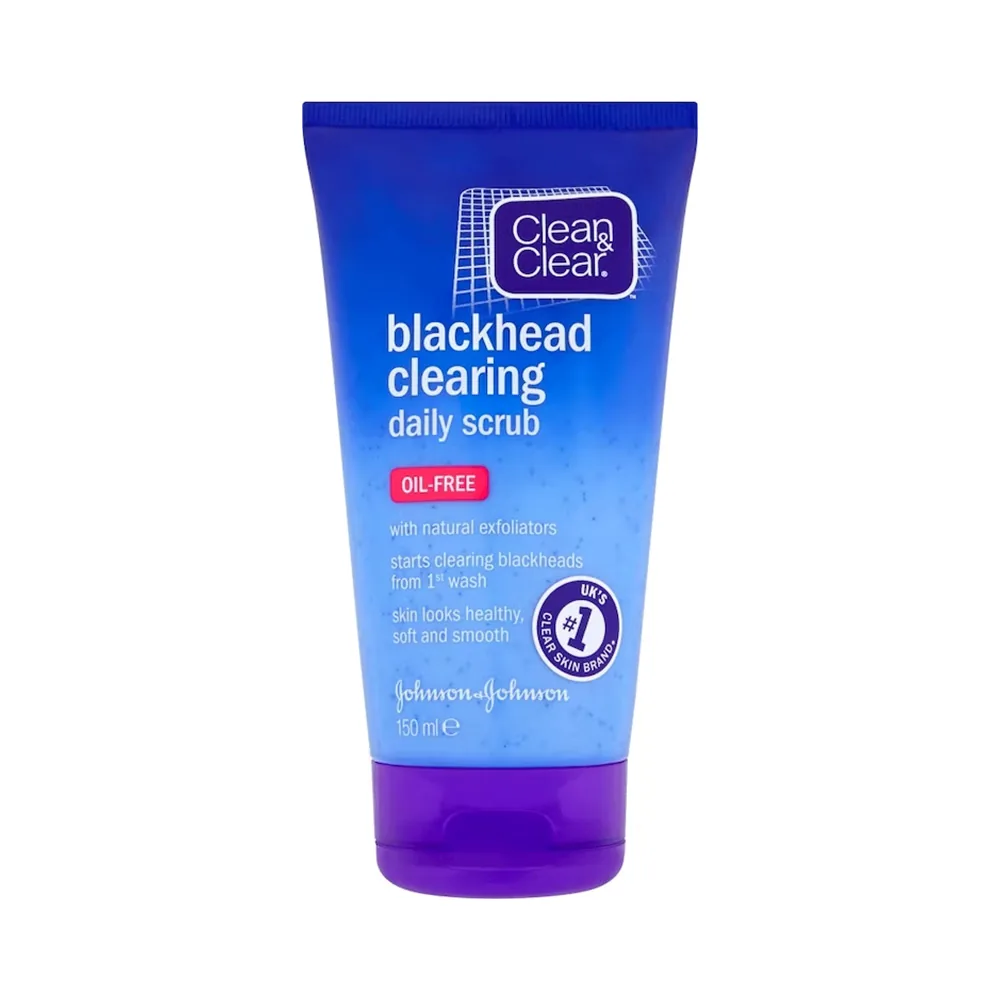 Clean
&
Clear®
™
blackhead
clearing
daily scrub
OIL-FREE
with natural exfoliators
starts clearing blackheads
from 1st wash
skin looks healthy,
soft and smooth
UK'S
#1
CLEAR SKIN BRAND*
Johnson & Johnson
150 ml ℮